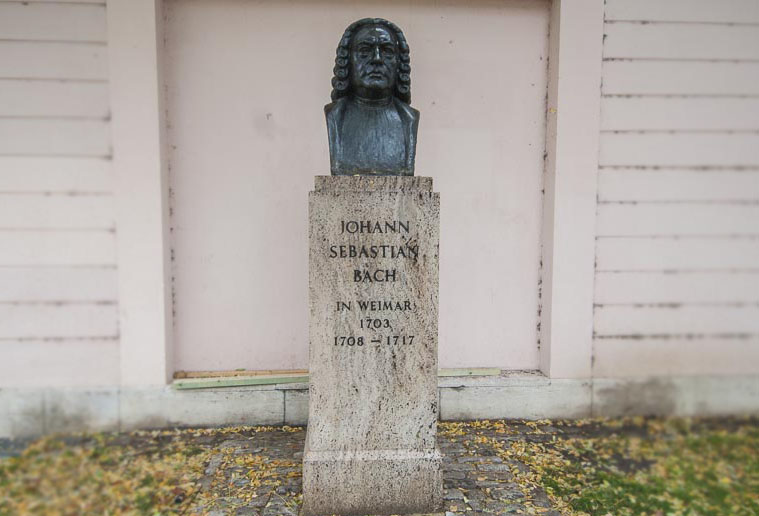 JOHANN
SEBASTIAN
BACH
IN WEIMAR
1703
1708 – 1717